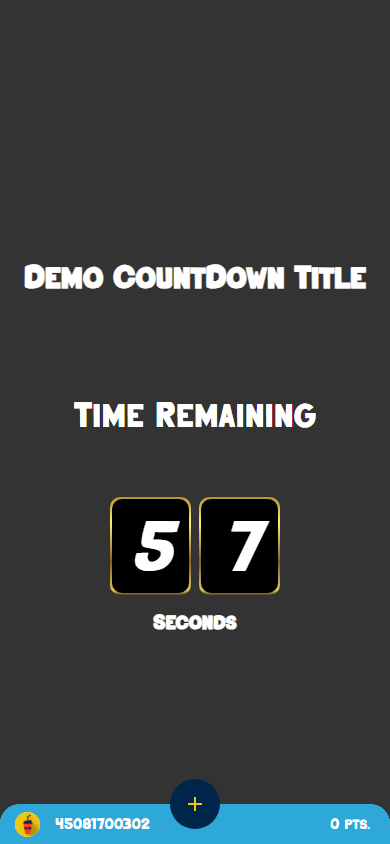 Demo CountDown Title
Time Remaining
5 7
Seconds
+
45081700302 0 pts.